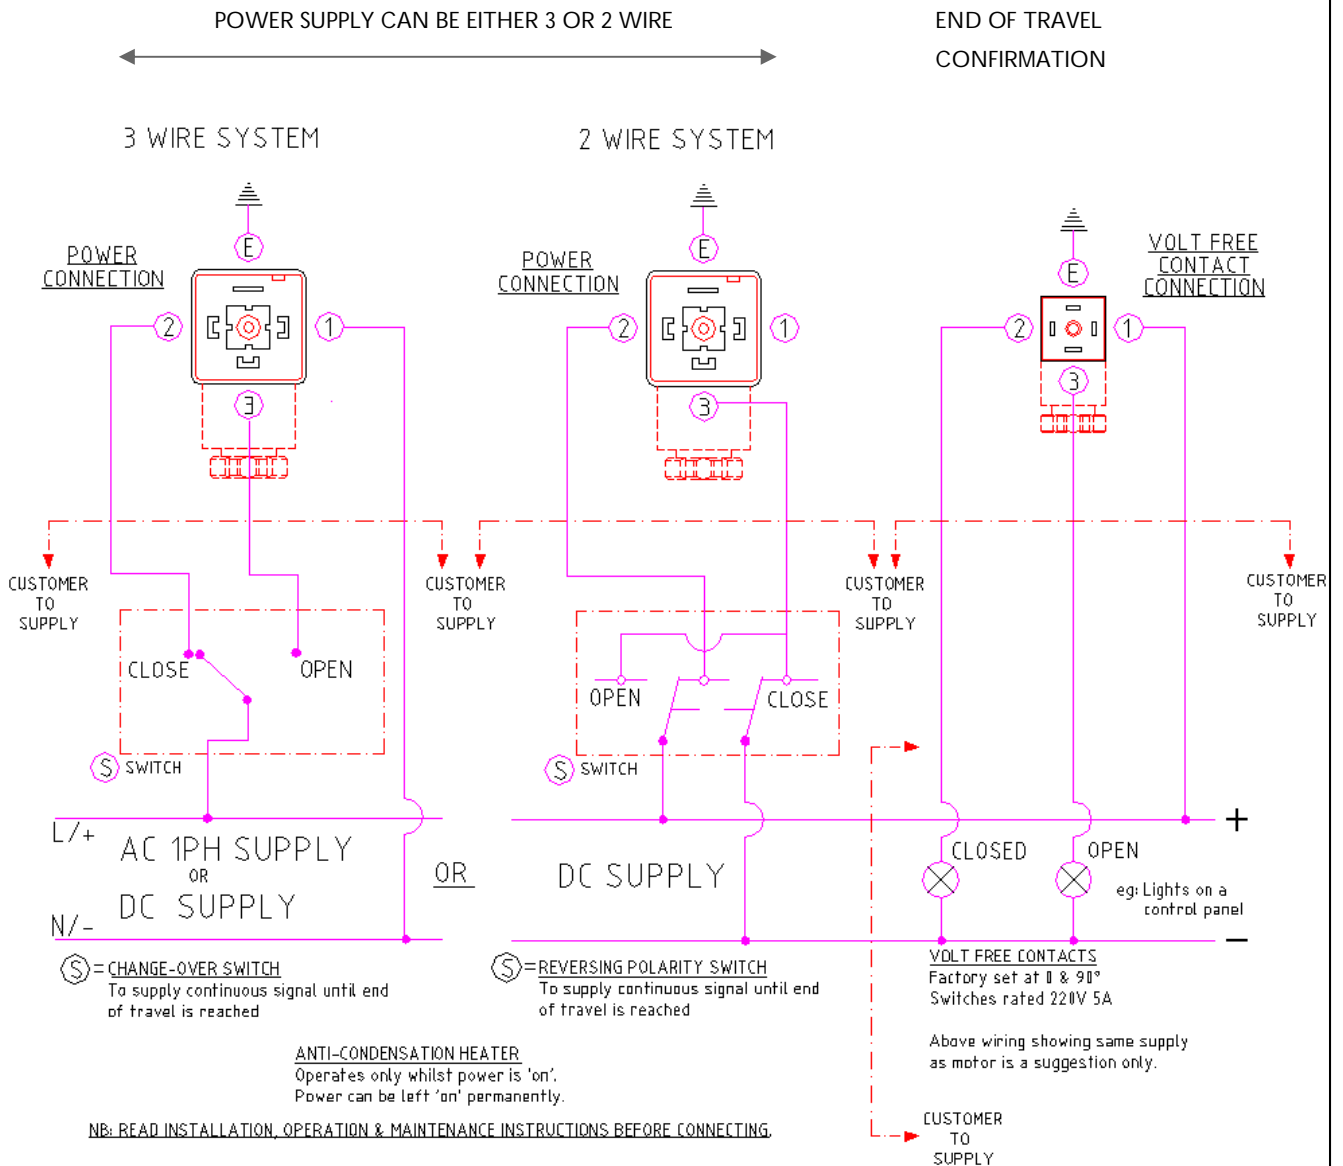 POWER SUPPLY CAN BE EITHER 3 OR 2 WIRE
END OF TRAVEL
CONFIRMATION
3 WIRE SYSTEM
2 WIRE SYSTEM
E
POWER
CONNECTION
2
1
3
E
POWER
CONNECTION
2
1
3
E
VOLT FREE
CONTACT
CONNECTION
2
1
3
CUSTOMER
TO
SUPPLY
CUSTOMER
TO
SUPPLY
CUSTOMER
TO
SUPPLY
CUSTOMER
TO
SUPPLY
CLOSE
OPEN
S SWITCH
OPEN
CLOSE
S SWITCH
L/+
AC 1PH SUPPLY
OR
DC SUPPLY
N/-
OR
DC SUPPLY
+
CLOSED
OPEN
eg: Lights on a
control panel
-
S = CHANGE-OVER SWITCH
To supply continuous signal until end
of travel is reached
S = REVERSING POLARITY SWITCH
To supply continuous signal until end
of travel is reached
VOLT FREE CONTACTS
Factory set at 0 & 90°
Switches rated 220V 5A
Above wiring showing same supply
as motor is a suggestion only.
ANTI-CONDENSATION HEATER
Operates only whilst power is 'on'.
Power can be left 'on' permanently.
NB: READ INSTALLATION, OPERATION & MAINTENANCE INSTRUCTIONS BEFORE CONNECTING.
CUSTOMER
TO
SUPPLY